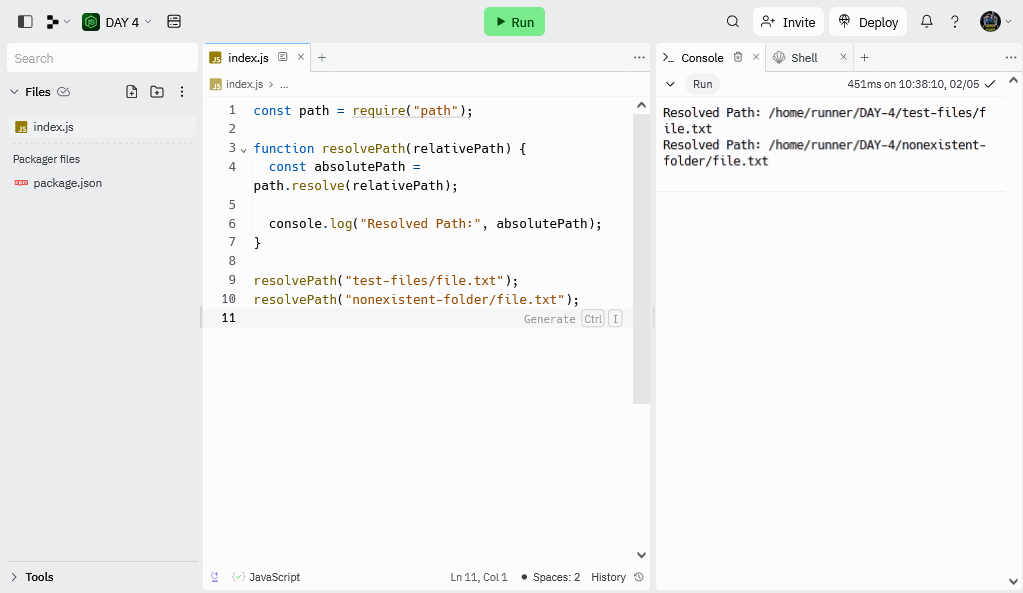 DAY 4
Run
Invite
Deploy
?
Search
Files
index.js
Packager files
package.json
Tools
index.js
index.js > ...
1 const path = require("path");
2
3 function resolvePath(relativePath) {
4 const absolutePath =
path.resolve(relativePath);
5
6 console.log("Resolved Path:", absolutePath);
7 }
8
9 resolvePath("test-files/file.txt");
10 resolvePath("nonexistent-folder/file.txt");
11 Generate Ctrl I
JavaScript
Ln 11, Col 1
Spaces: 2
History
Console
Shell
Run
451ms on 10:38:10, 02/05
Resolved Path: /home/runner/DAY-4/test-files/f
ile.txt
Resolved Path: /home/runner/DAY-4/nonexistent-
folder/file.txt